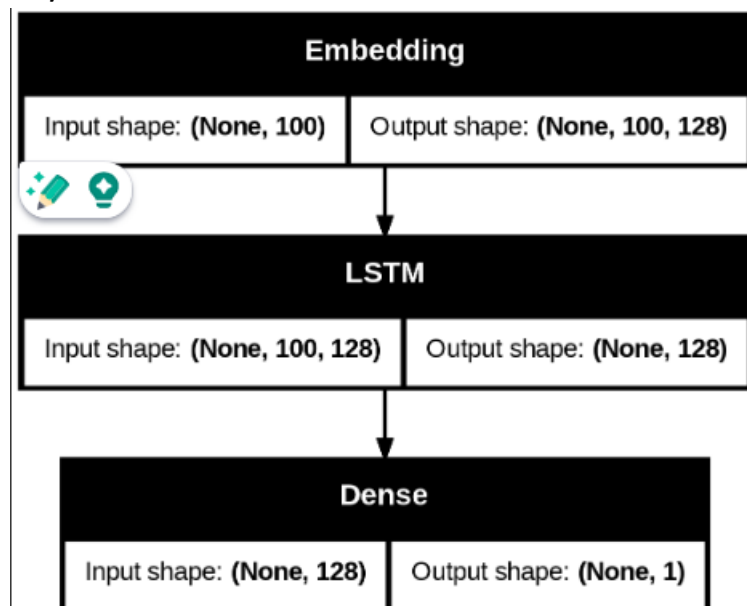 Embedding
Input shape: (None, 100) Output shape: (None, 100, 128)
LSTM
Input shape: (None, 100, 128) Output shape: (None, 128)
Dense
Input shape: (None, 128) Output shape: (None, 1)